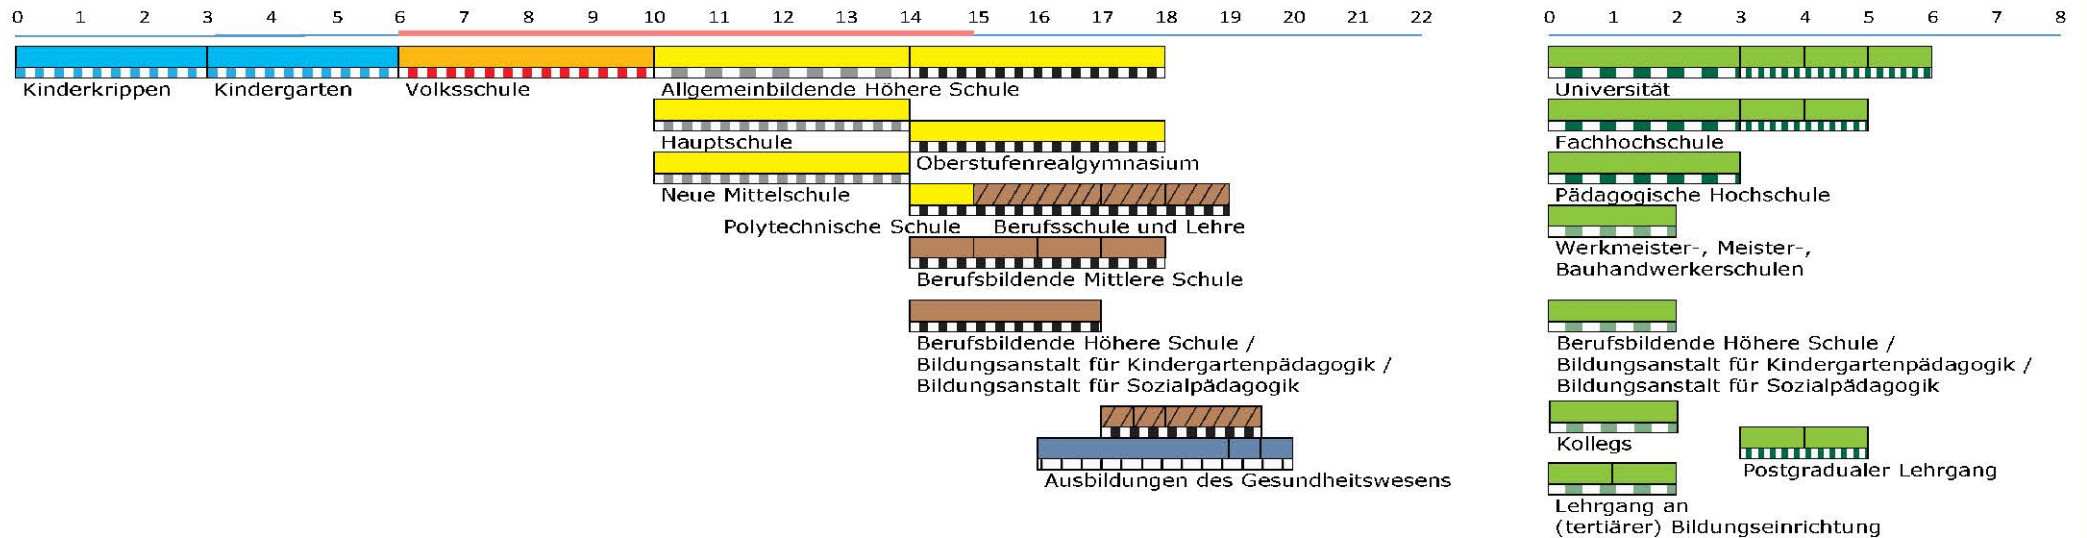 0 1 2 3 4 5 6 7 8 9 10 11 12 13 14 15 16 17 18 19 20 21 22
Kinderkrippen Kindergarten Volksschule Allgemeinbildende Höhere Schule
Hauptschule
Oberstufenrealgymnasium
Neue Mittelschule
Polytechnische Schule Berufsschule und Lehre
Berufsbildende Mittlere Schule
Berufsbildende Höhere Schule /
Bildungsanstalt für Kindergartenpädagogik /
Bildungsanstalt für Sozialpädagogik
Ausbildungen des Gesundheitswesens
0 1 2 3 4 5 6 7 8
Universität
Fachhochschule
Pädagogische Hochschule
Werkmeister-, Meister-,
Bauhandwerkerschulen
Berufsbildende Höhere Schule /
Bildungsanstalt für Kindergartenpädagogik /
Bildungsanstalt für Sozialpädagogik
Kollegs
Postgradualer Lehrgang
Lehrgang an
(tertiärer) Bildungseinrichtung